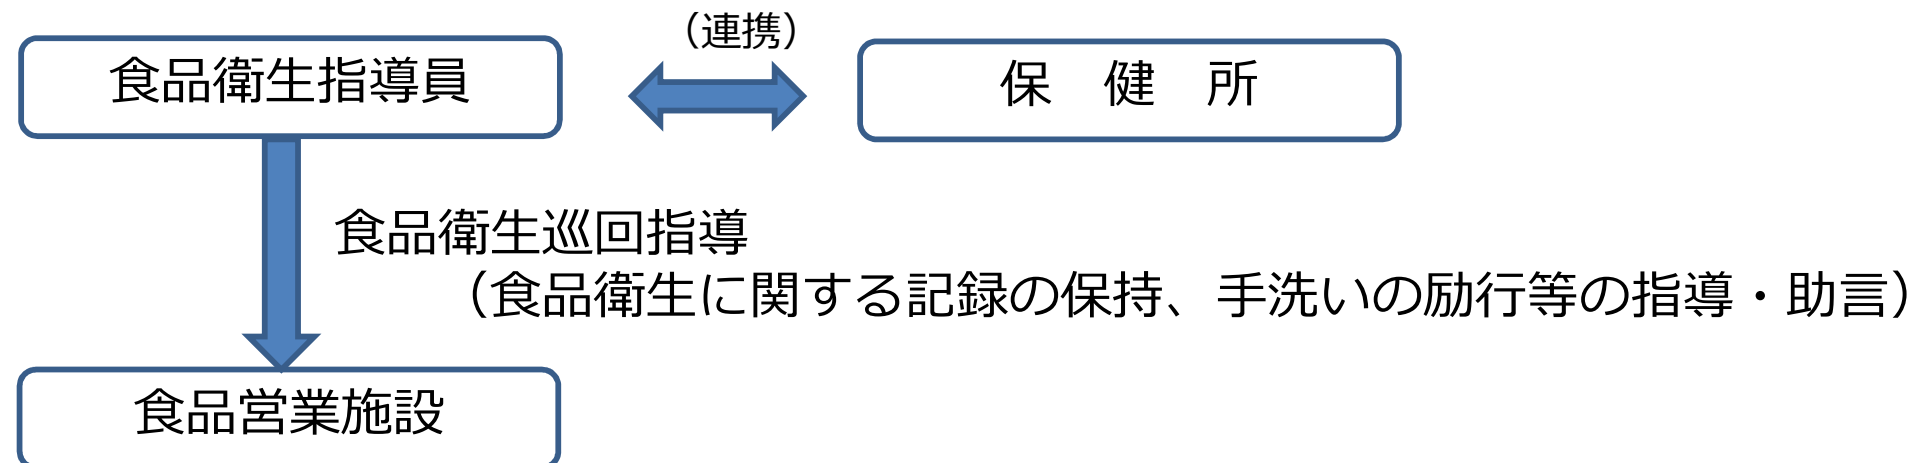 （連携）
食品衛生指導員
保　健　所
食品衛生巡回指導
（食品衛生に関する記録の保持、手洗いの励行等の指導・助言）
食品営業施設